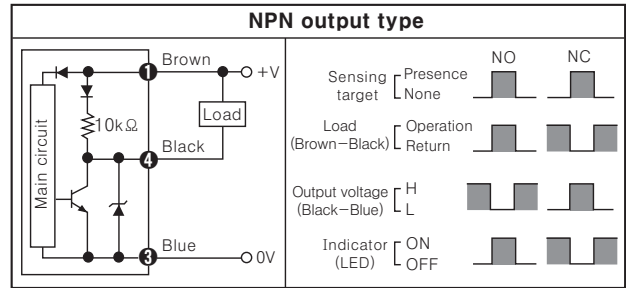 NPN output type
Brown
+V
Load
10kΩ
Black
Main circuit
Blue
0V
1
4
3
NO NC
Sensing target
Presence
None
Load (Brown-Black)
Operation
Return
Output voltage (Black-Blue)
H
L
Indicator (LED)
ON
OFF